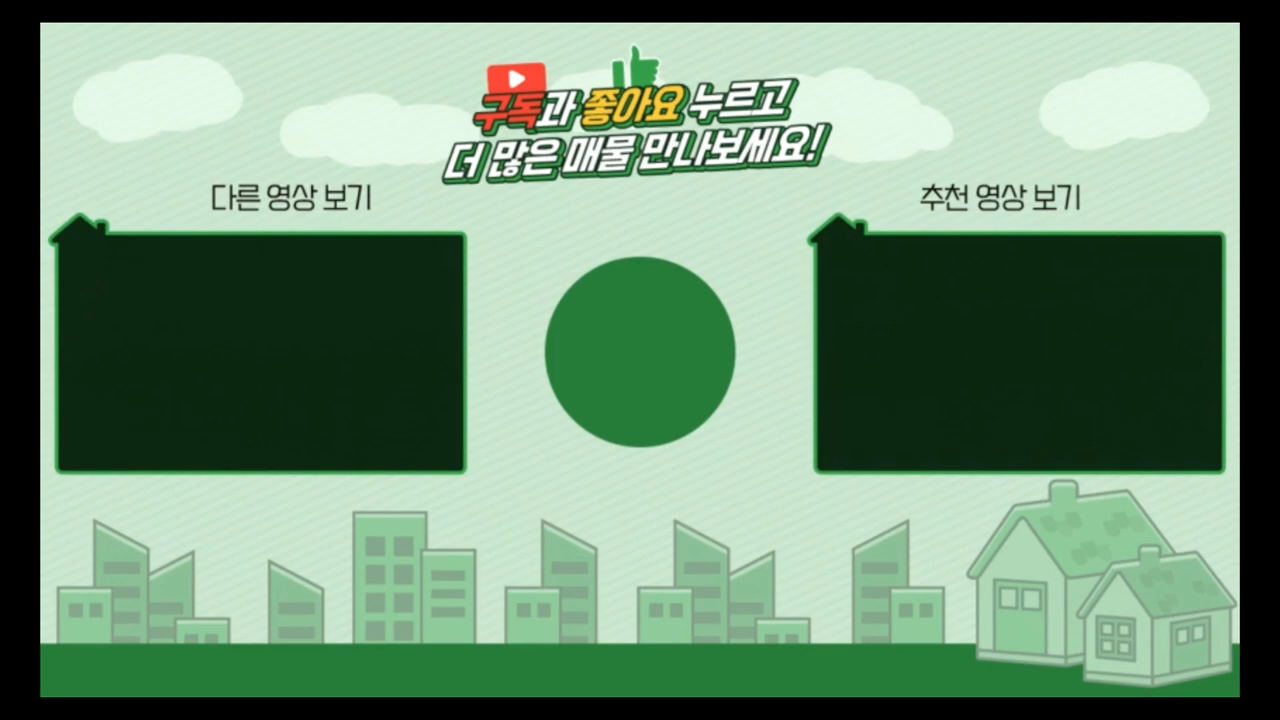 구독과 좋아요 누르고
더 많은 매물 만나보세요!
다른 영상 보기
추천 영상 보기